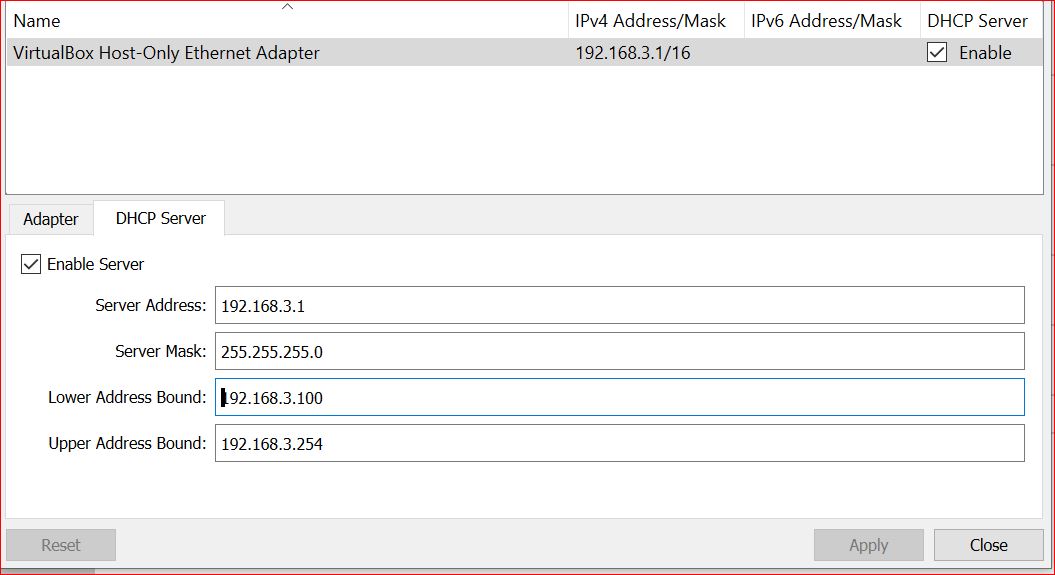 Name IPv4 Address/Mask IPv6 Address/Mask DHCP Server
VirtualBox Host-Only Ethernet Adapter 192.168.3.1/16 Enable
Adapter DHCP Server
Enable Server
Server Address: 192.168.3.1
Server Mask: 255.255.255.0
Lower Address Bound: 192.168.3.100
Upper Address Bound: 192.168.3.254
Reset Apply Close